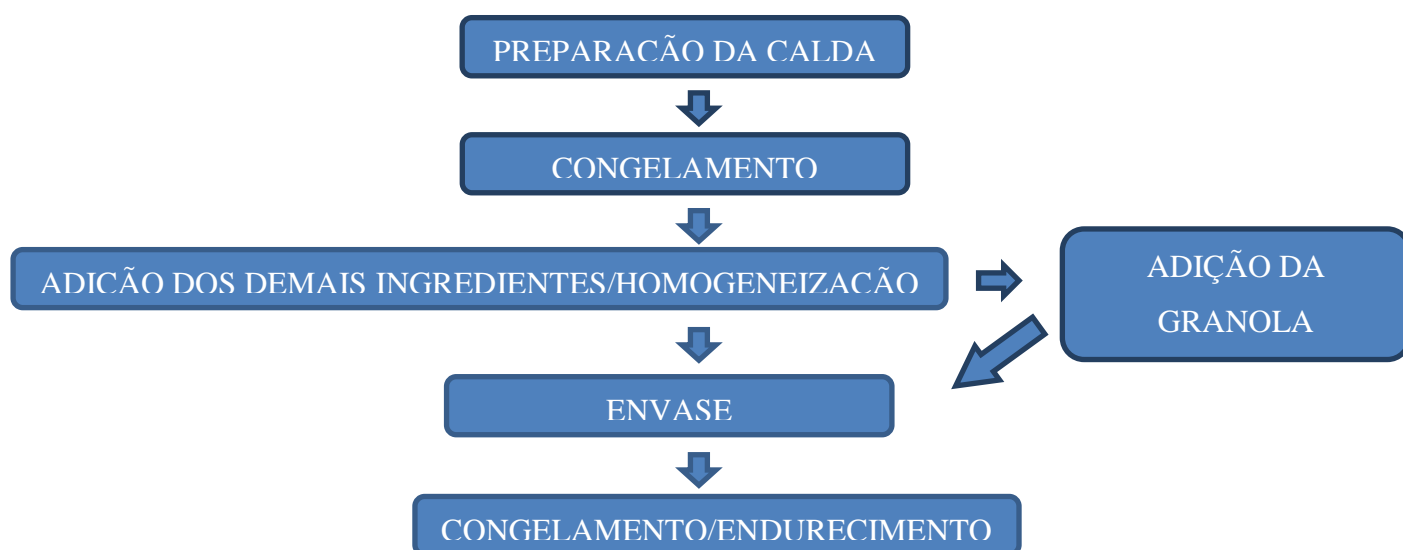 PREPARAÇÃO DA CALDA
CONGELAMENTO
ADIÇÃO DOS DEMAIS INGREDIENTES/HOMOGENEIZAÇÃO
ADIÇÃO DA
GRANOLA
ENVASE
CONGELAMENTO/ENDURECIMENTO